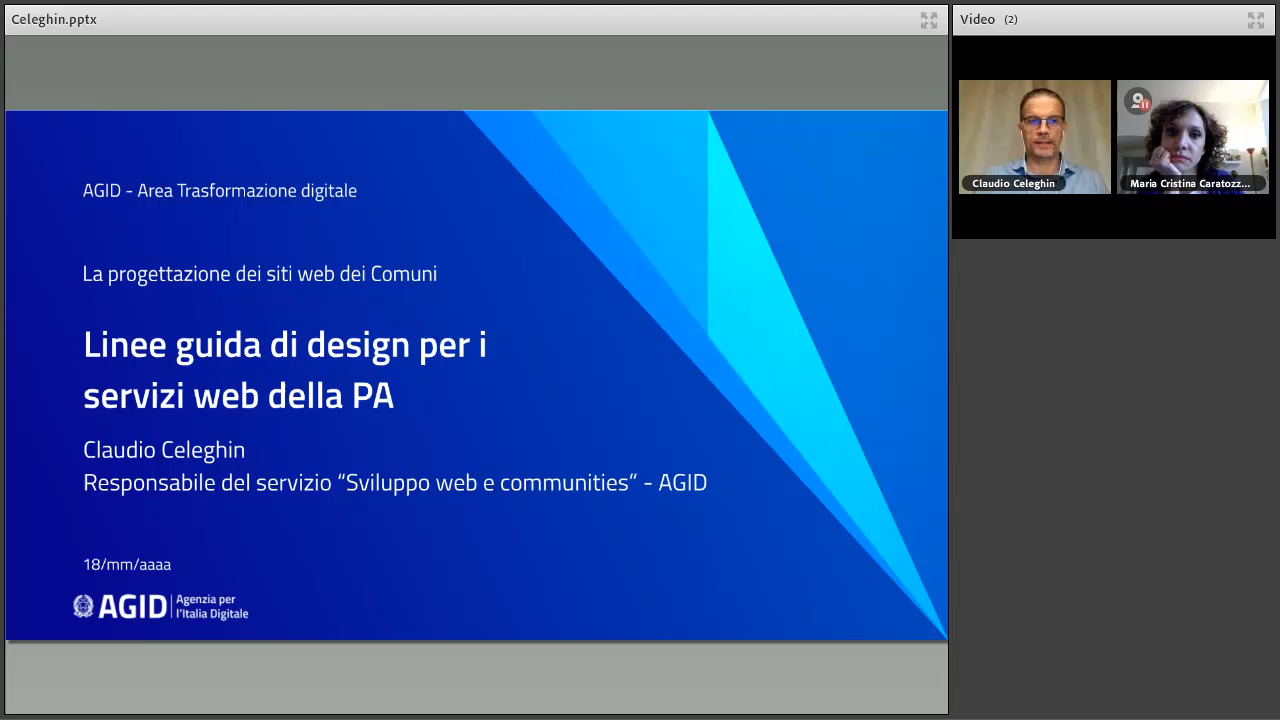 Celeghin.pptx
Video (2)
AGID - Area Trasformazione digitale
La progettazione dei siti web dei Comuni
Linee guida di design per i
servizi web della PA
Claudio Celeghin
Responsabile del servizio “Sviluppo web e communities” - AGID
18/mm/aaaa
AGID Agenzia per
l'Italia Digitale
Claudio Celeghin
Maria Cristina Caratozz...